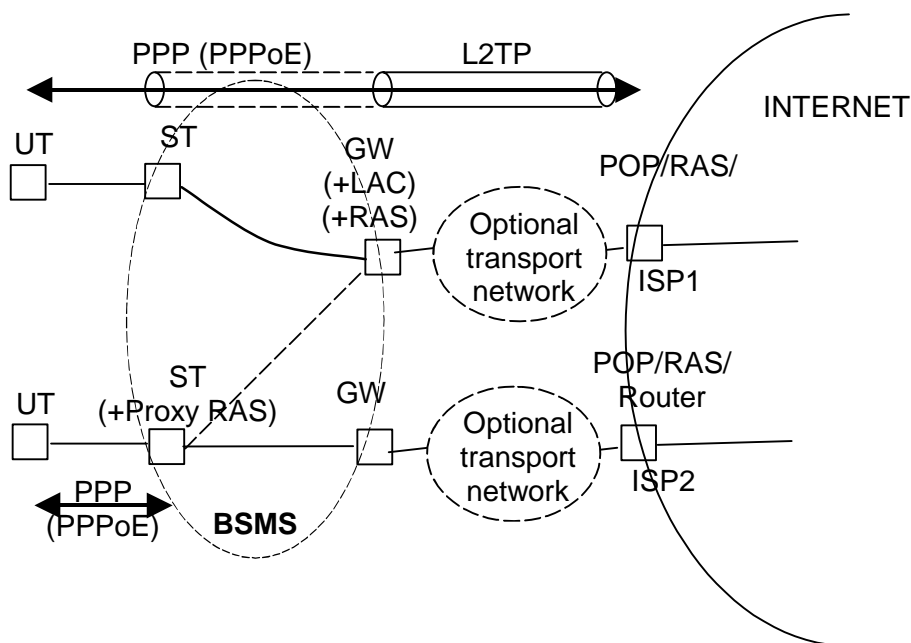 PPP (PPPoE)
L2TP
INTERNET
UT
ST
GW
(+LAC)
(+RAS)
POP/RAS/
Optional
transport
network
ISP1
UT
ST
(+Proxy RAS)
GW
POP/RAS/
Router
Optional
transport
network
ISP2
PPP
(PPPoE)
BSMS